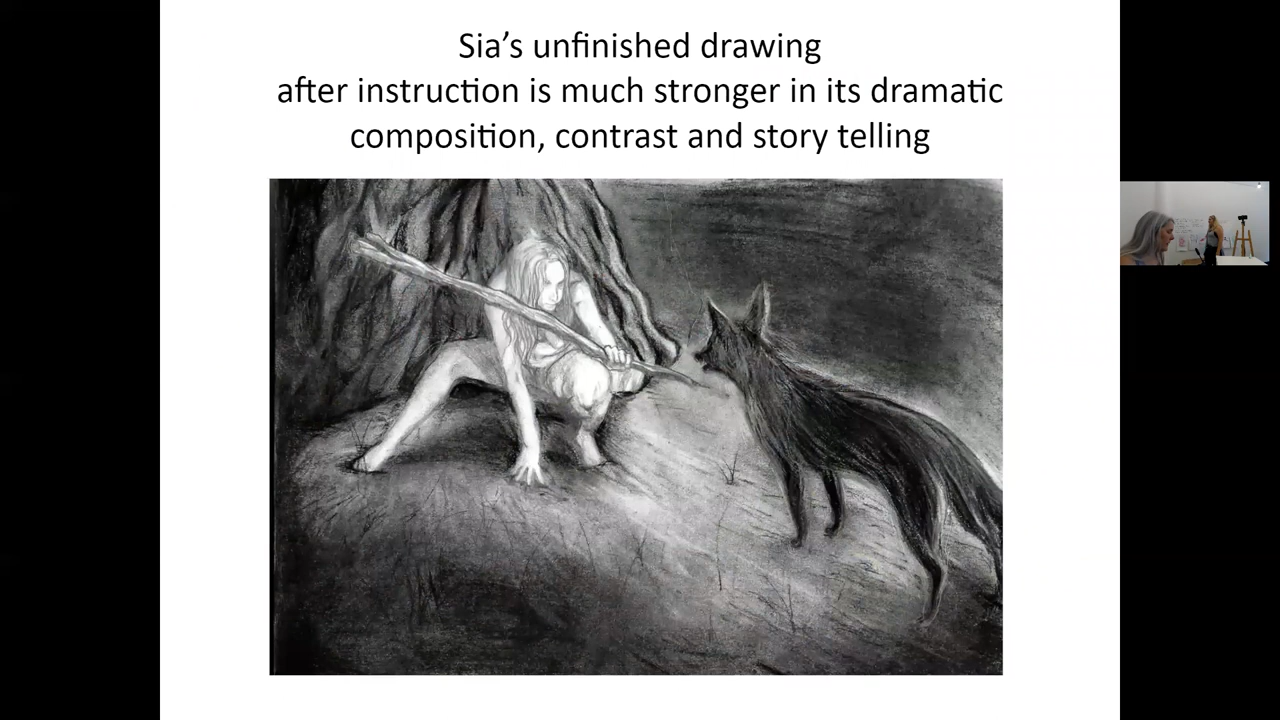 Sia’s unfinished drawing
after instruction is much stronger in its dramatic
composition, contrast and story telling